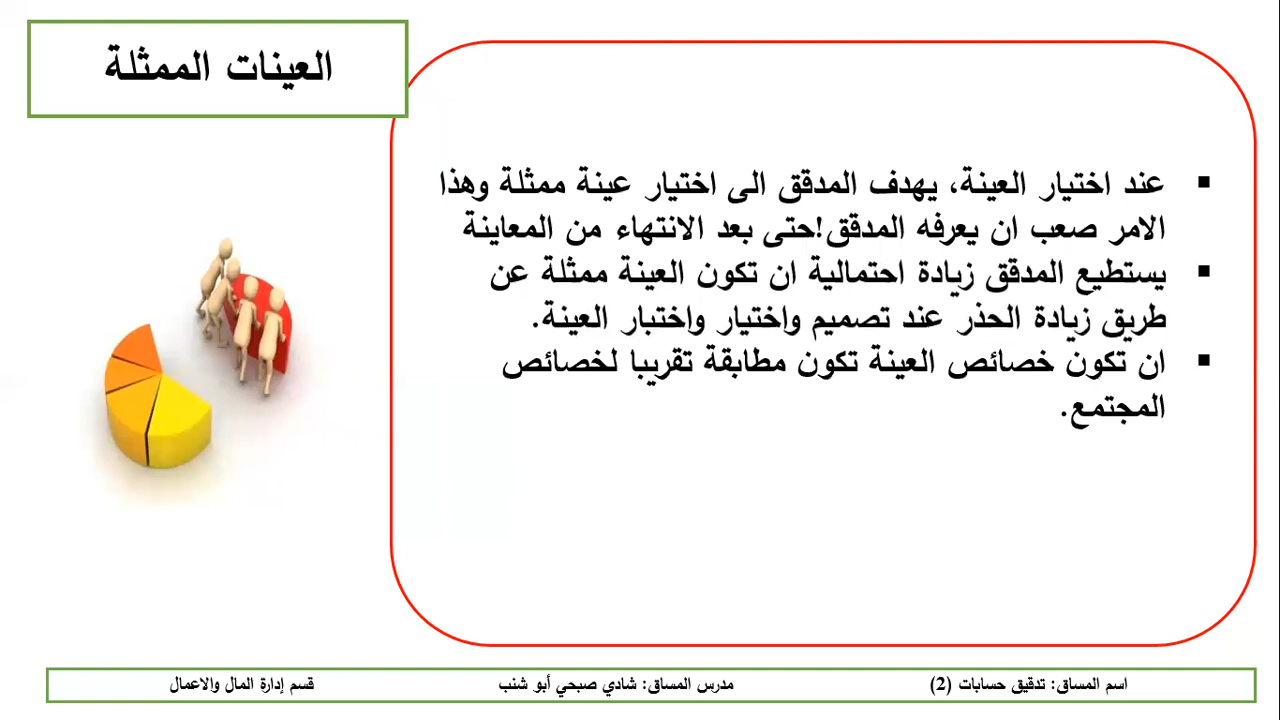 العينات الممثلة
▪ عند اختيار العينة، يهدف المدقق الى اختيار عينة ممثلة وهذا
الامر صعب ان يعرفه المدقق!حتى بعد الانتهاء من المعاينة
▪ يستطيع المدقق زيادة احتمالية ان تكون العينة ممثلة عن
طريق زيادة الحذر عند تصميم واختيار واختبار العينة.
▪ ان تكون خصائص العينة تكون مطابقة تقريبا لخصائص
المجتمع.
اسم المساق: تدقيق حسابات (2) مدرس المساق: شادي صبحي أبو شنب قسم إدارة المال والاعمال